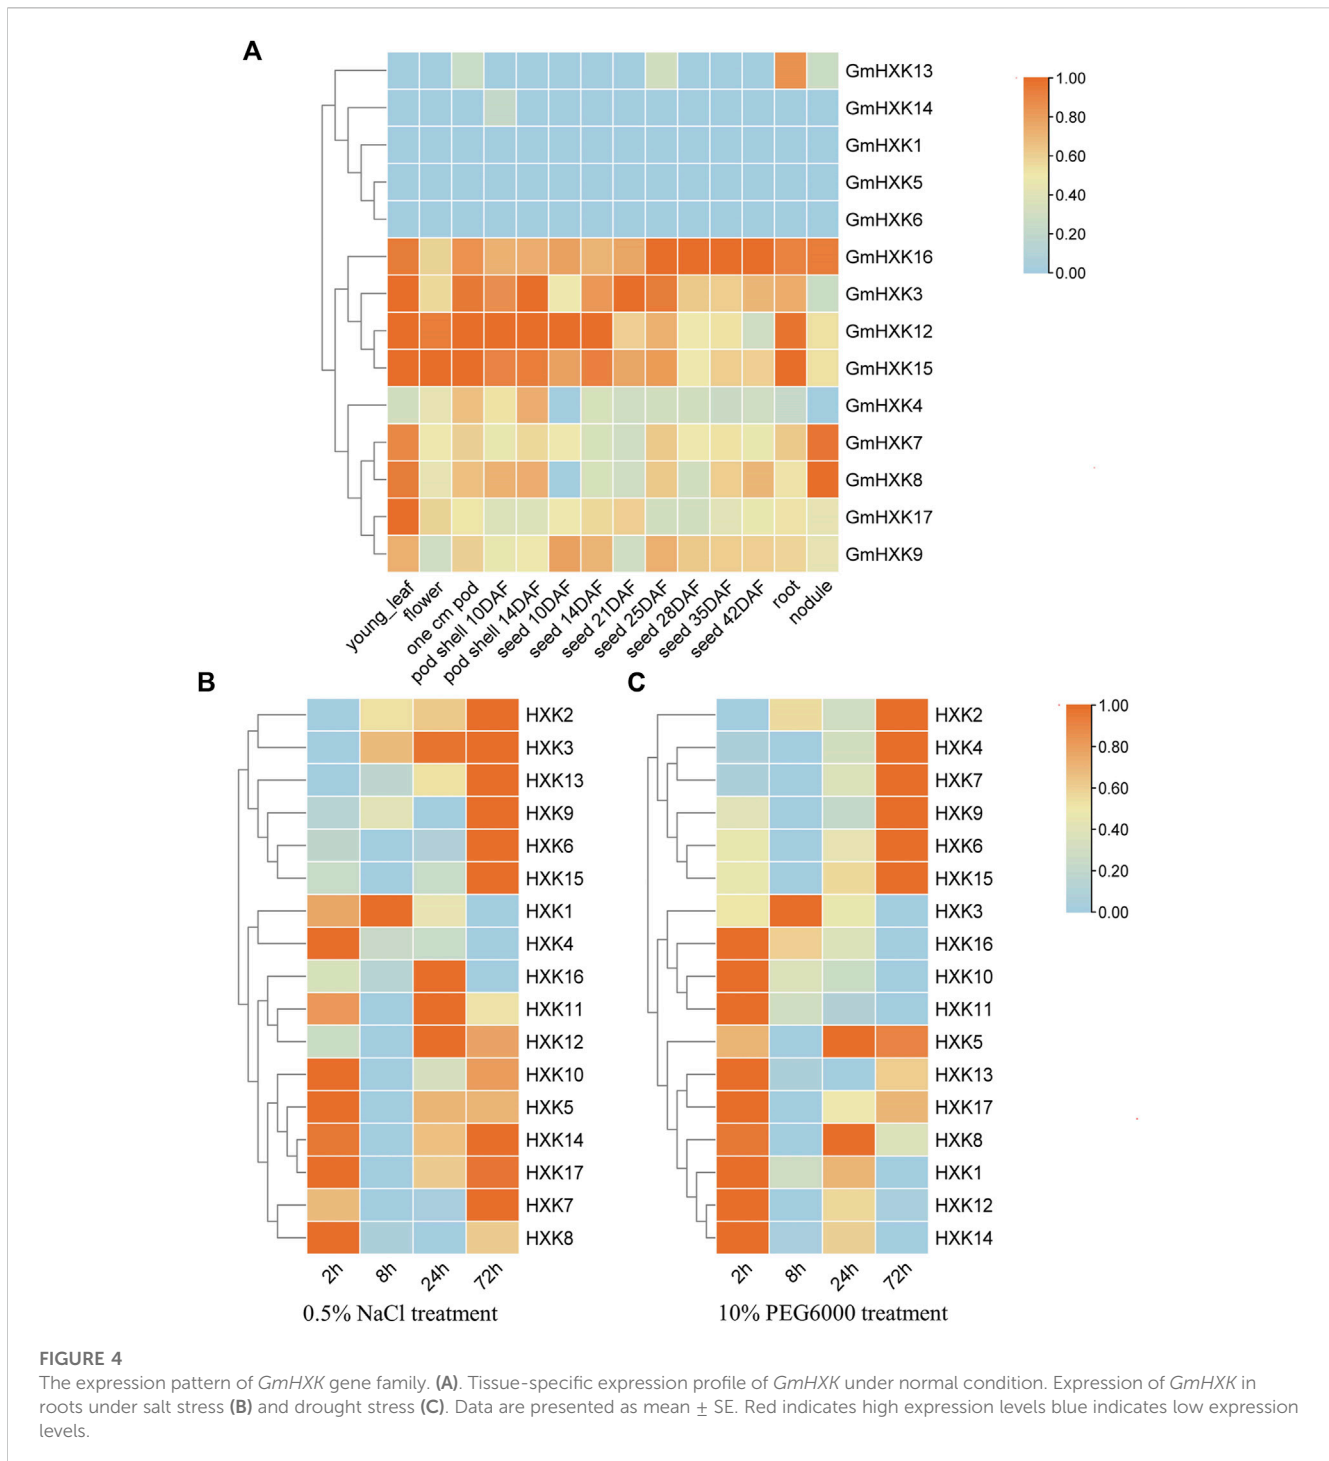 A
GmHXK13
GmHXK14
GmHXK1
GmHXK5
GmHXK6
GmHXK16
GmHXK3
GmHXK12
GmHXK15
GmHXK4
GmHXK7
GmHXK8
GmHXK17
GmHXK9
1.00
0.80
0.60
0.40
0.20
0.00
young_leaf
flower
one cm pod
pod shell 10DAF
pod shell 14DAF
seed 10DAF
seed 14DAF
seed 21DAF
seed 25DAF
seed 28DAF
seed 35DAF
seed 42DAF
root
nodule
B
HXK2
HXK3
HXK13
HXK9
HXK6
HXK15
HXK1
HXK4
HXK16
HXK11
HXK12
HXK10
HXK5
HXK14
HXK17
HXK7
HXK8
2h
8h
24h
72h
0.5% NaCl treatment
C
HXK2
HXK4
HXK7
HXK9
HXK6
HXK15
HXK3
HXK16
HXK10
HXK11
HXK5
HXK13
HXK17
HXK8
HXK1
HXK12
HXK14
2h
8h
24h
72h
10% PEG6000 treatment
1.00
0.80
0.60
0.40
0.20
0.00
FIGURE 4
The expression pattern of GmHXK gene family. (A). Tissue-specific expression profile of GmHXK under normal condition. Expression of GmHXK in
roots under salt stress (B) and drought stress (C). Data are presented as mean ± SE. Red indicates high expression levels blue indicates low expression
levels.